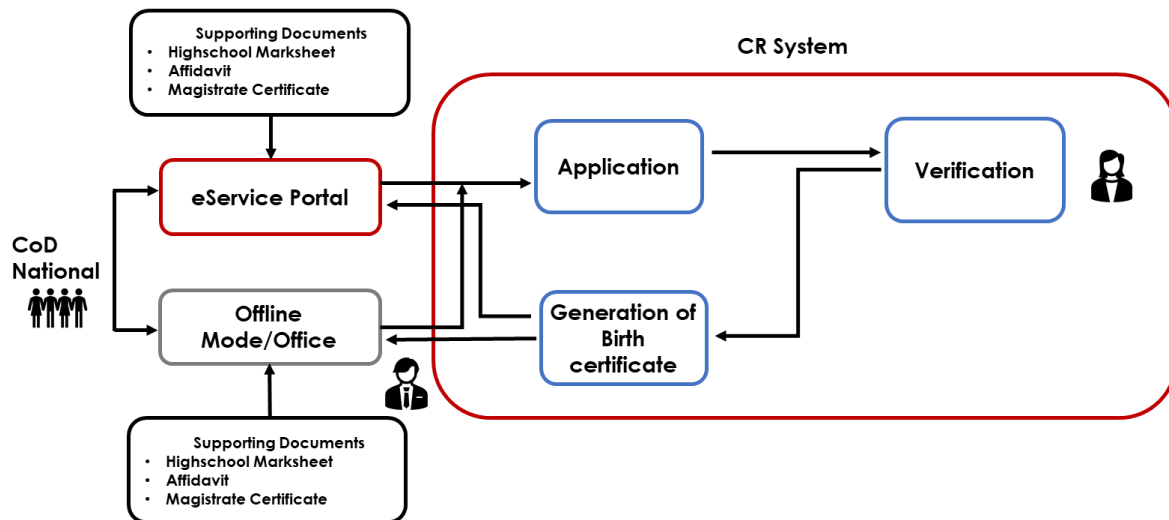 Supporting Documents
• Highschool Marksheet
• Affidavit
• Magistrate Certificate
CR System
eService Portal
Application
Verification
CoD
National
Offline
Mode/Office
Generation of
Birth
certificate
Supporting Documents
• Highschool Marksheet
• Affidavit
• Magistrate Certificate